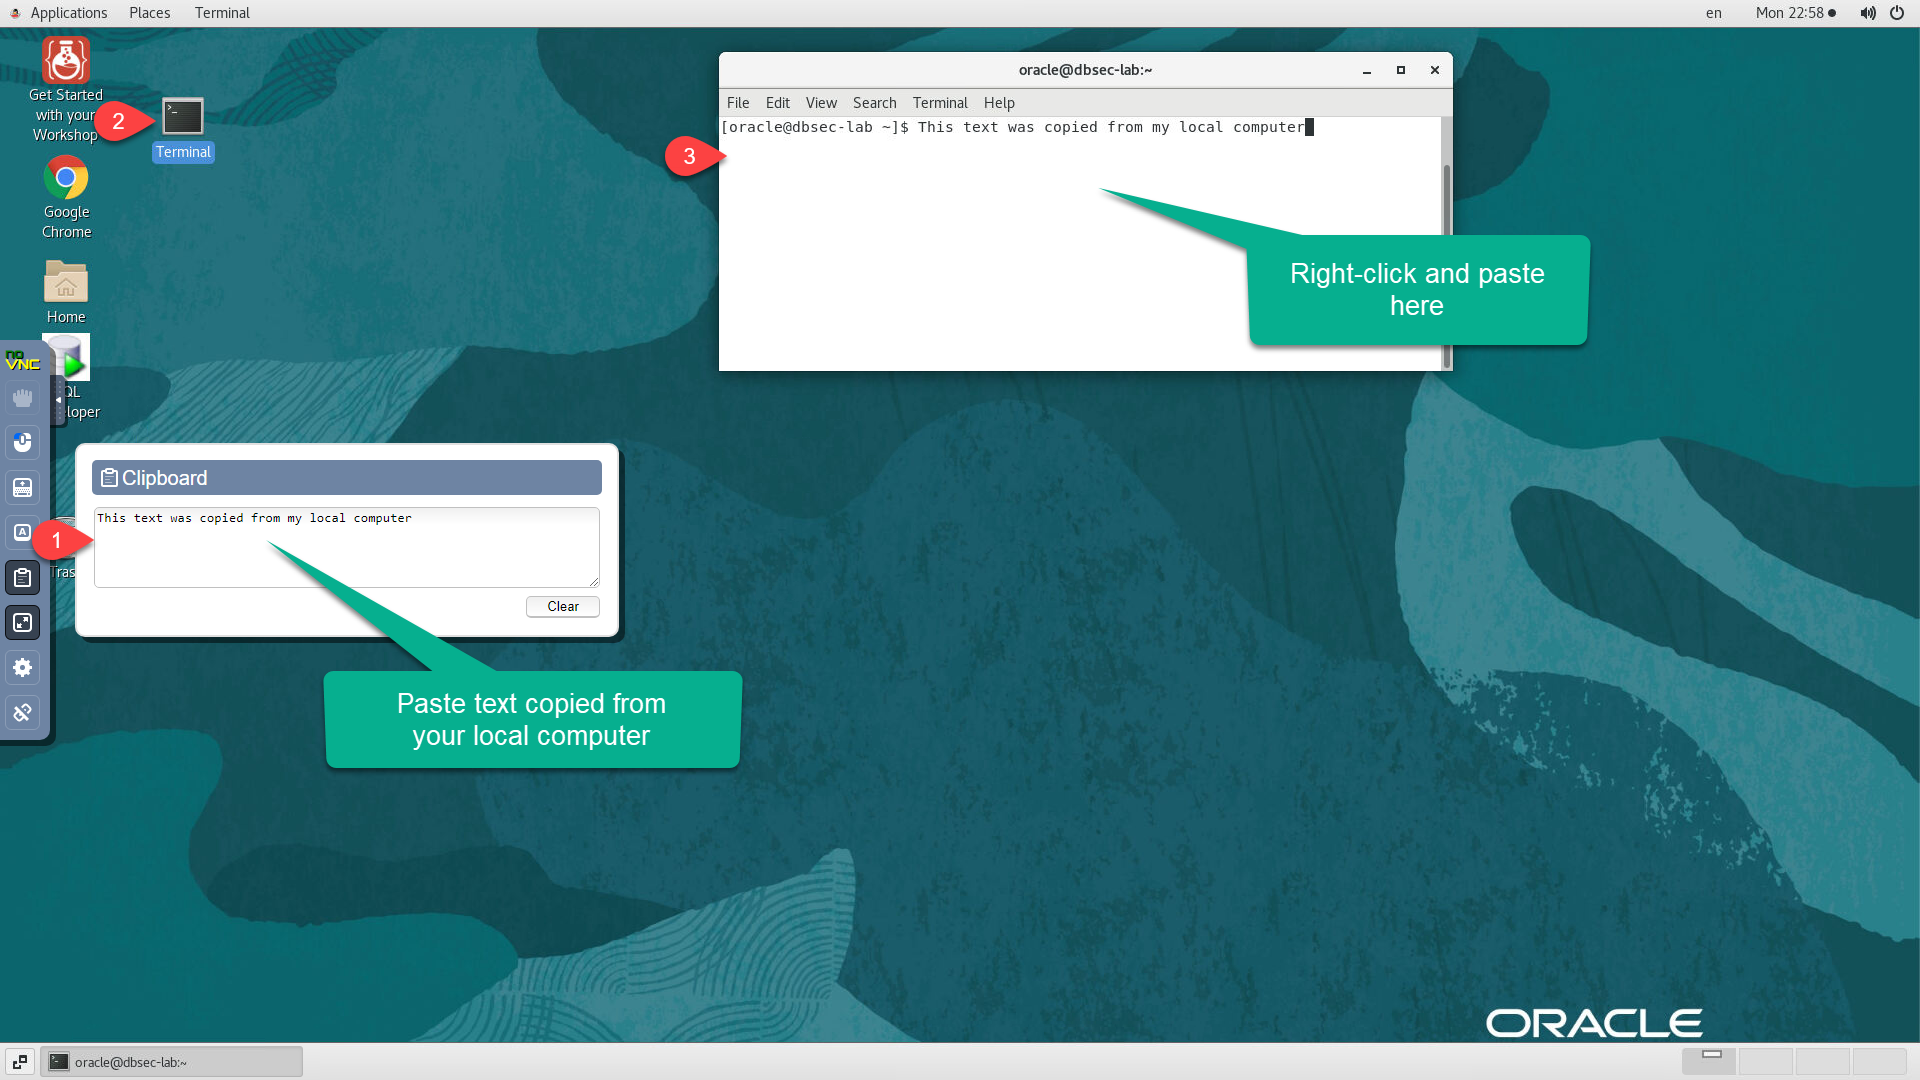 Applications Places Terminal en Mon 22:58
Get Started
with your
Workshop
2
>_
Terminal
Google
Chrome
Home
no
VNC
QL
loper
oracle@dbsec-lab:~
File Edit View Search Terminal Help
[oracle@dbsec-lab ~]$ This text was copied from my local computer
3
Right-click and paste
here
Clipboard
This text was copied from my local computer
1
A
Tras
Clear
Paste text copied from
your local computer
ORACLE
oracle@dbsec-lab:~